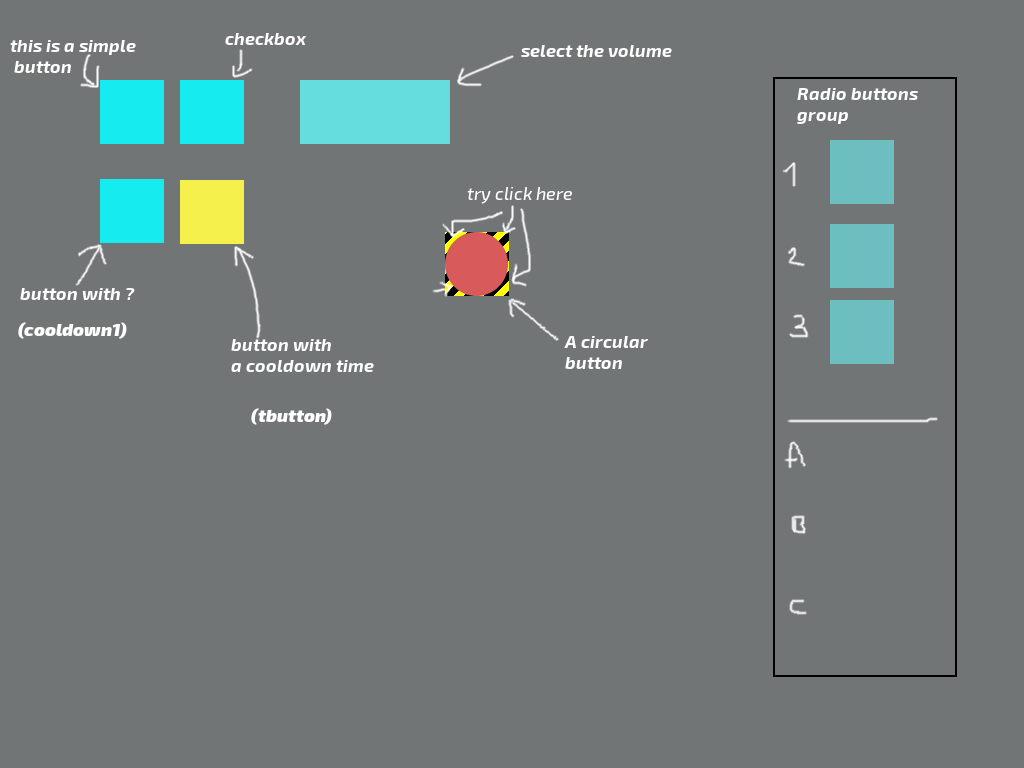 this is a simple
button
checkbox
select the volume
Radio buttons
group
1
try click here
2
button with ?
(cooldown1)
3
button with
a cooldown time
A circular
button
(tbutton)
A
B
C